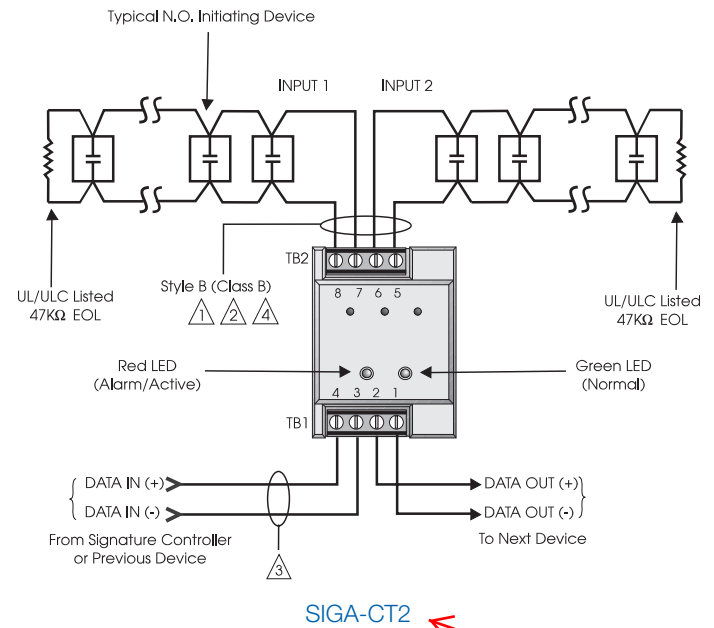 Typical N.O. Initiating Device
INPUT 1
INPUT 2
TB2
Style B (Class B)
1 2 4
8 7 6 5
UL/ULC Listed
47KΩ EOL
UL/ULC Listed
47KΩ EOL
Red LED
(Alarm/Active)
Green LED
(Normal)
4 3 2 1
TB1
DATA IN (+)
DATA IN (-)
From Signature Controller
or Previous Device
3
DATA OUT (+)
DATA OUT (-)
To Next Device
SIGA-CT2